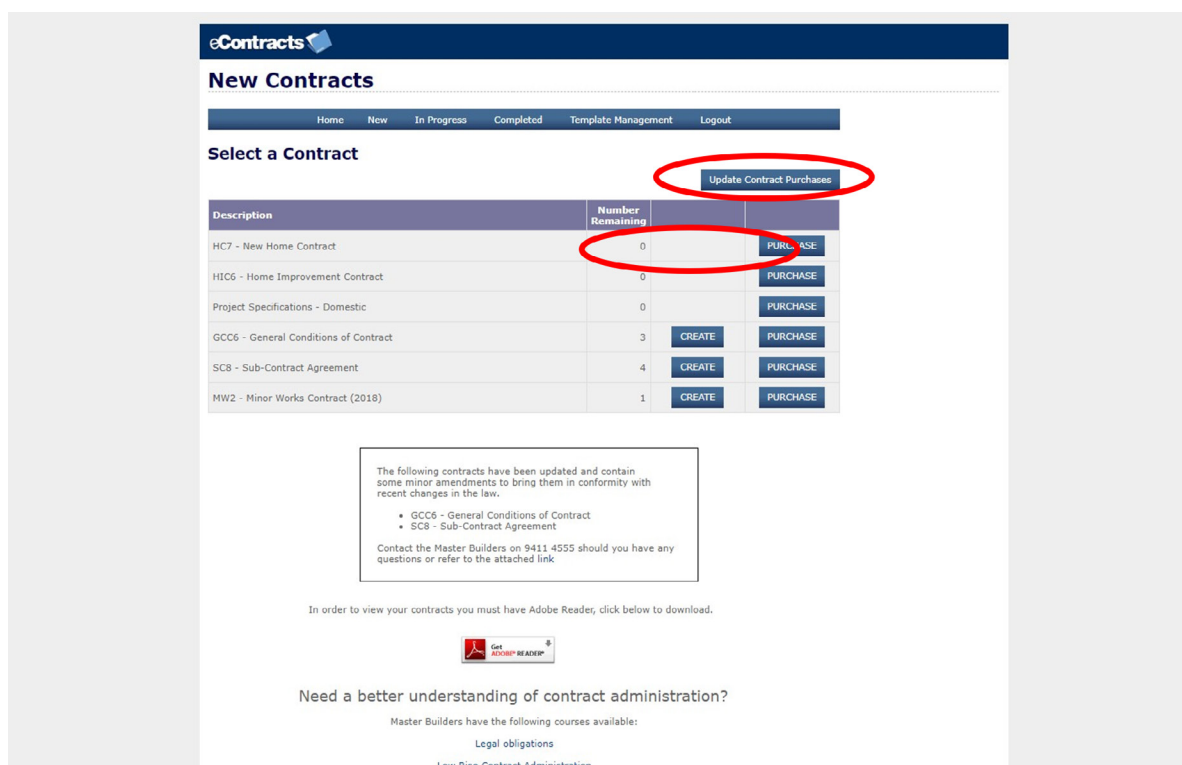 eContracts
New Contracts
Home New In Progress Completed Template Management Logout
Select a Contract
Update Contract Purchases
Description Number Remaining
HC7 - New Home Contract 0 PURCHASE
HIC6 - Home Improvement Contract 0 PURCHASE
Project Specifications - Domestic 0 PURCHASE
GCC6 - General Conditions of Contract 3 CREATE PURCHASE
SC8 - Sub-Contract Agreement 4 CREATE PURCHASE
MW2 - Minor Works Contract (2018) 1 CREATE PURCHASE
The following contracts have been updated and contain
some minor amendments to bring them in conformity with
recent changes in the law.
• GCC6 - General Conditions of Contract
• SC8 - Sub-Contract Agreement
Contact the Master Builders on 9411 4555 should you have any
questions or refer to the attached link
In order to view your contracts you must have Adobe Reader, click below to download.
Get
ADOBE® READER®
Need a better understanding of contract administration?
Master Builders have the following courses available:
Legal obligations
Contract Administration